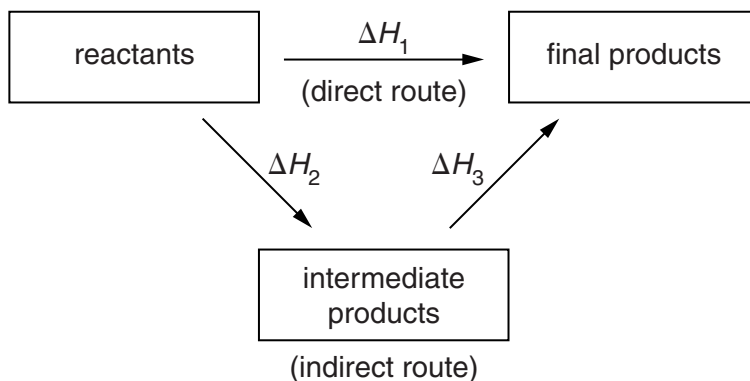 reactants
ΔH₁
(direct route)
final products
ΔH₂
ΔH₃
intermediate
products
(indirect route)